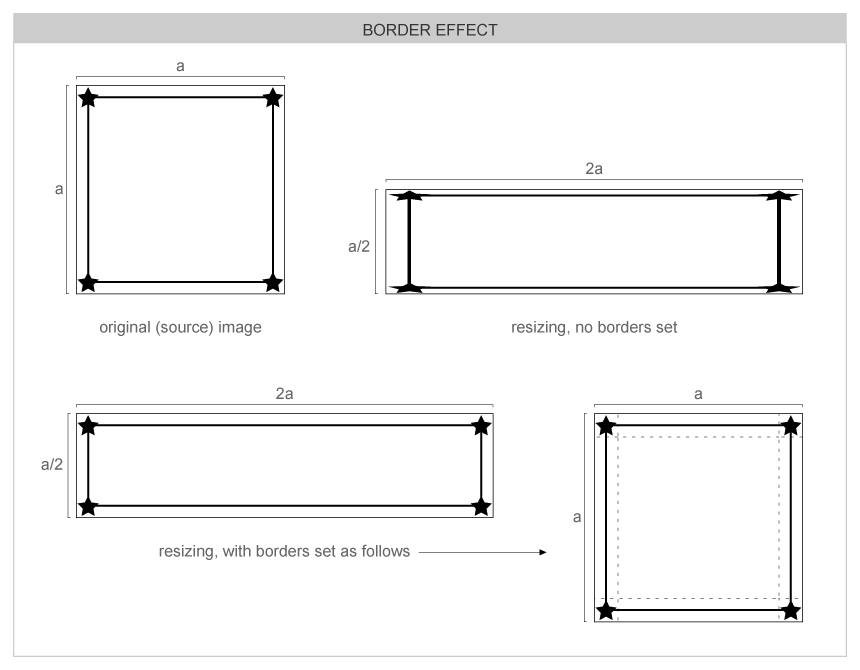 BORDER EFFECT
a
a
original (source) image
2a
a/2
resizing, no borders set
2a
a/2
resizing, with borders set as follows
a
a